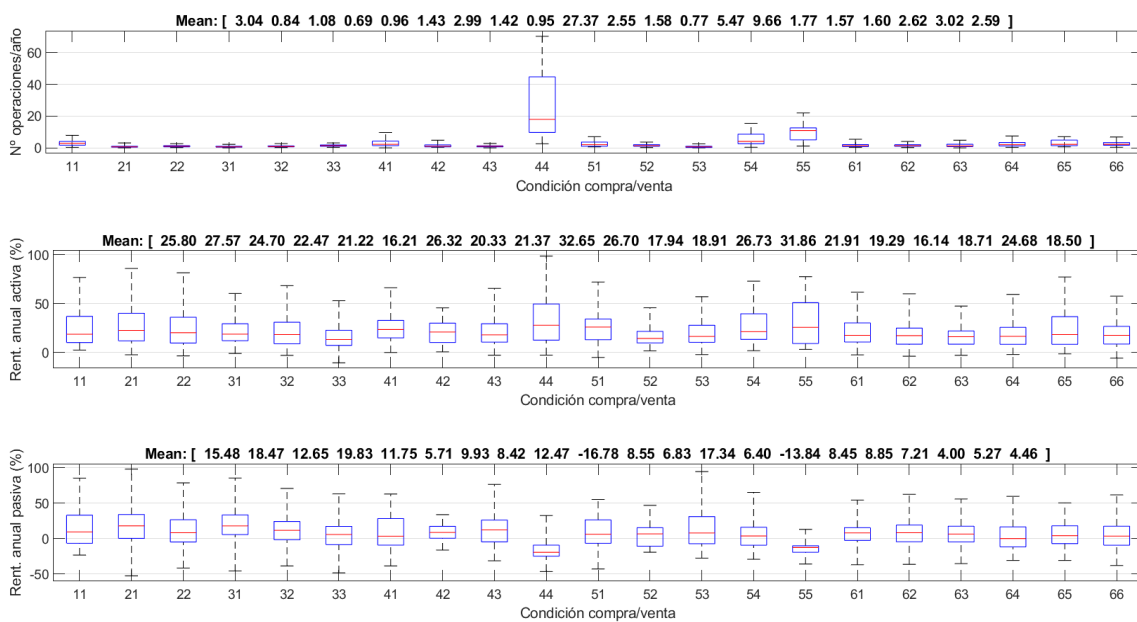 Mean: [ 3.04 0.84 1.08 0.69 0.96 1.43 2.99 1.42 0.95 27.37 2.55 1.58 0.77 5.47 9.66 1.77 1.57 1.60 2.62 3.02 2.59 ]
Nº operaciones/año
60
40
20
0
11 21 22 31 32 33 41 42 43 44 51 52 53 54 55 61 62 63 64 65 66
Condición compra/venta
Mean: [ 25.80 27.57 24.70 22.47 21.22 16.21 26.32 20.33 21.37 32.65 26.70 17.94 18.91 26.73 31.86 21.91 19.29 16.14 18.71 24.68 18.50 ]
Rent. anual activa (%)
100
50
0
11 21 22 31 32 33 41 42 43 44 51 52 53 54 55 61 62 63 64 65 66
Condición compra/venta
Mean: [ 15.48 18.47 12.65 19.83 11.75 5.71 9.93 8.42 12.47 -16.78 8.55 6.83 17.34 6.40 -13.84 8.45 8.85 7.21 4.00 5.27 4.46 ]
Rent. anual pasiva (%)
100
50
0
-50
11 21 22 31 32 33 41 42 43 44 51 52 53 54 55 61 62 63 64 65 66
Condición compra/venta